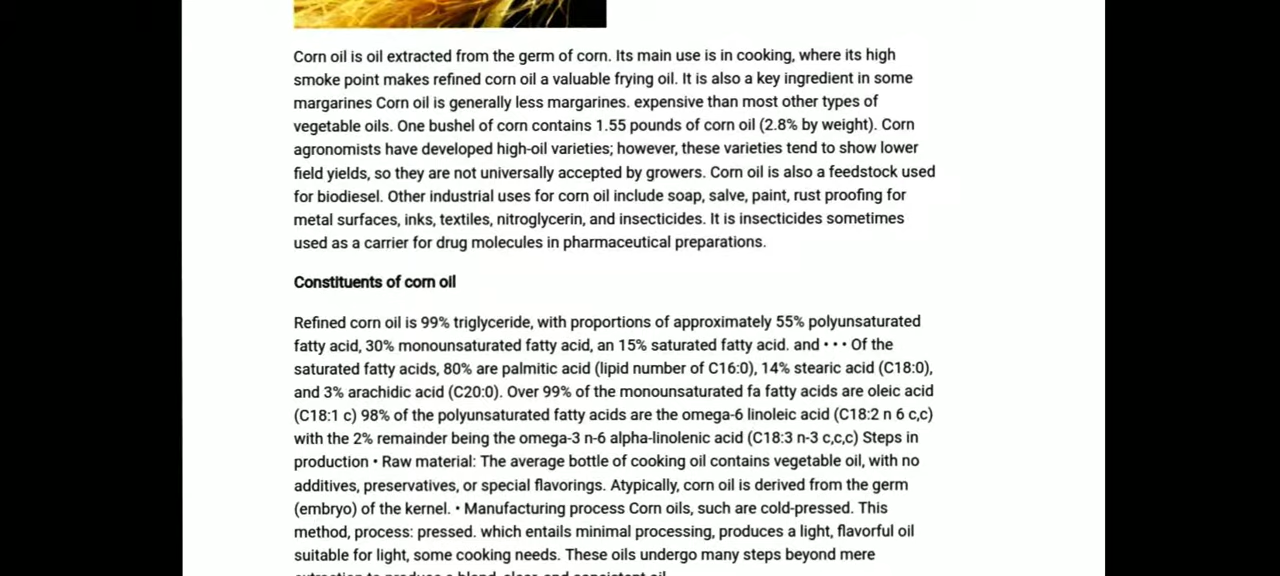 Corn oil is oil extracted from the germ of corn. Its main use is in cooking, where its high
smoke point makes refined corn oil a valuable frying oil. It is also a key ingredient in some
margarines Corn oil is generally less margarines. expensive than most other types of
vegetable oils. One bushel of corn contains 1.55 pounds of corn oil (2.8% by weight). Corn
agronomists have developed high-oil varieties; however, these varieties tend to show lower
field yields, so they are not universally accepted by growers. Corn oil is also a feedstock used
for biodiesel. Other industrial uses for corn oil include soap, salve, paint, rust proofing for
metal surfaces, inks, textiles, nitroglycerin, and insecticides. It is insecticides sometimes
used as a carrier for drug molecules in pharmaceutical preparations.
Constituents of corn oil
Refined corn oil is 99% triglyceride, with proportions of approximately 55% polyunsaturated
fatty acid, 30% monounsaturated fatty acid, an 15% saturated fatty acid. and • • • Of the
saturated fatty acids, 80% are palmitic acid (lipid number of C16:0), 14% stearic acid (C18:0),
and 3% arachidic acid (C20:0). Over 99% of the monounsaturated fa fatty acids are oleic acid
(C18:1 c) 98% of the polyunsaturated fatty acids are the omega-6 linoleic acid (C18:2 n 6 c,c)
with the 2% remainder being the omega-3 n-6 alpha-linolenic acid (C18:3 n-3 c,c,c) Steps in
production • Raw material: The average bottle of cooking oil contains vegetable oil, with no
additives, preservatives, or special flavorings. Atypically, corn oil is derived from the germ
(embryo) of the kernel. • Manufacturing process Corn oils, such are cold-pressed. This
method, process: pressed. which entails minimal processing, produces a light, flavorful oil
suitable for light, some cooking needs. These oils undergo many steps beyond mere
extraction to produce a bland, clear, and consistent oil.